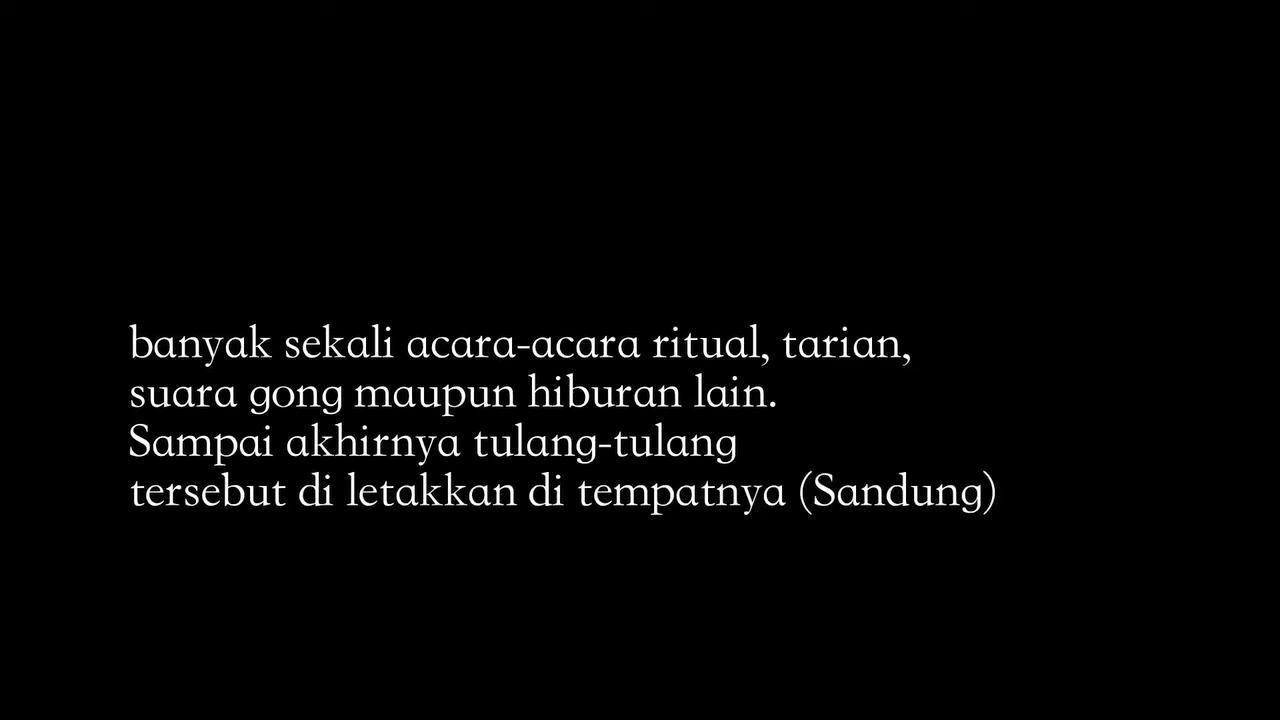 banyak sekali acara-acara ritual, tarian,
suara gong maupun hiburan lain.
Sampai akhirnya tulang-tulang
tersebut di letakkan di tempatnya (Sandung)